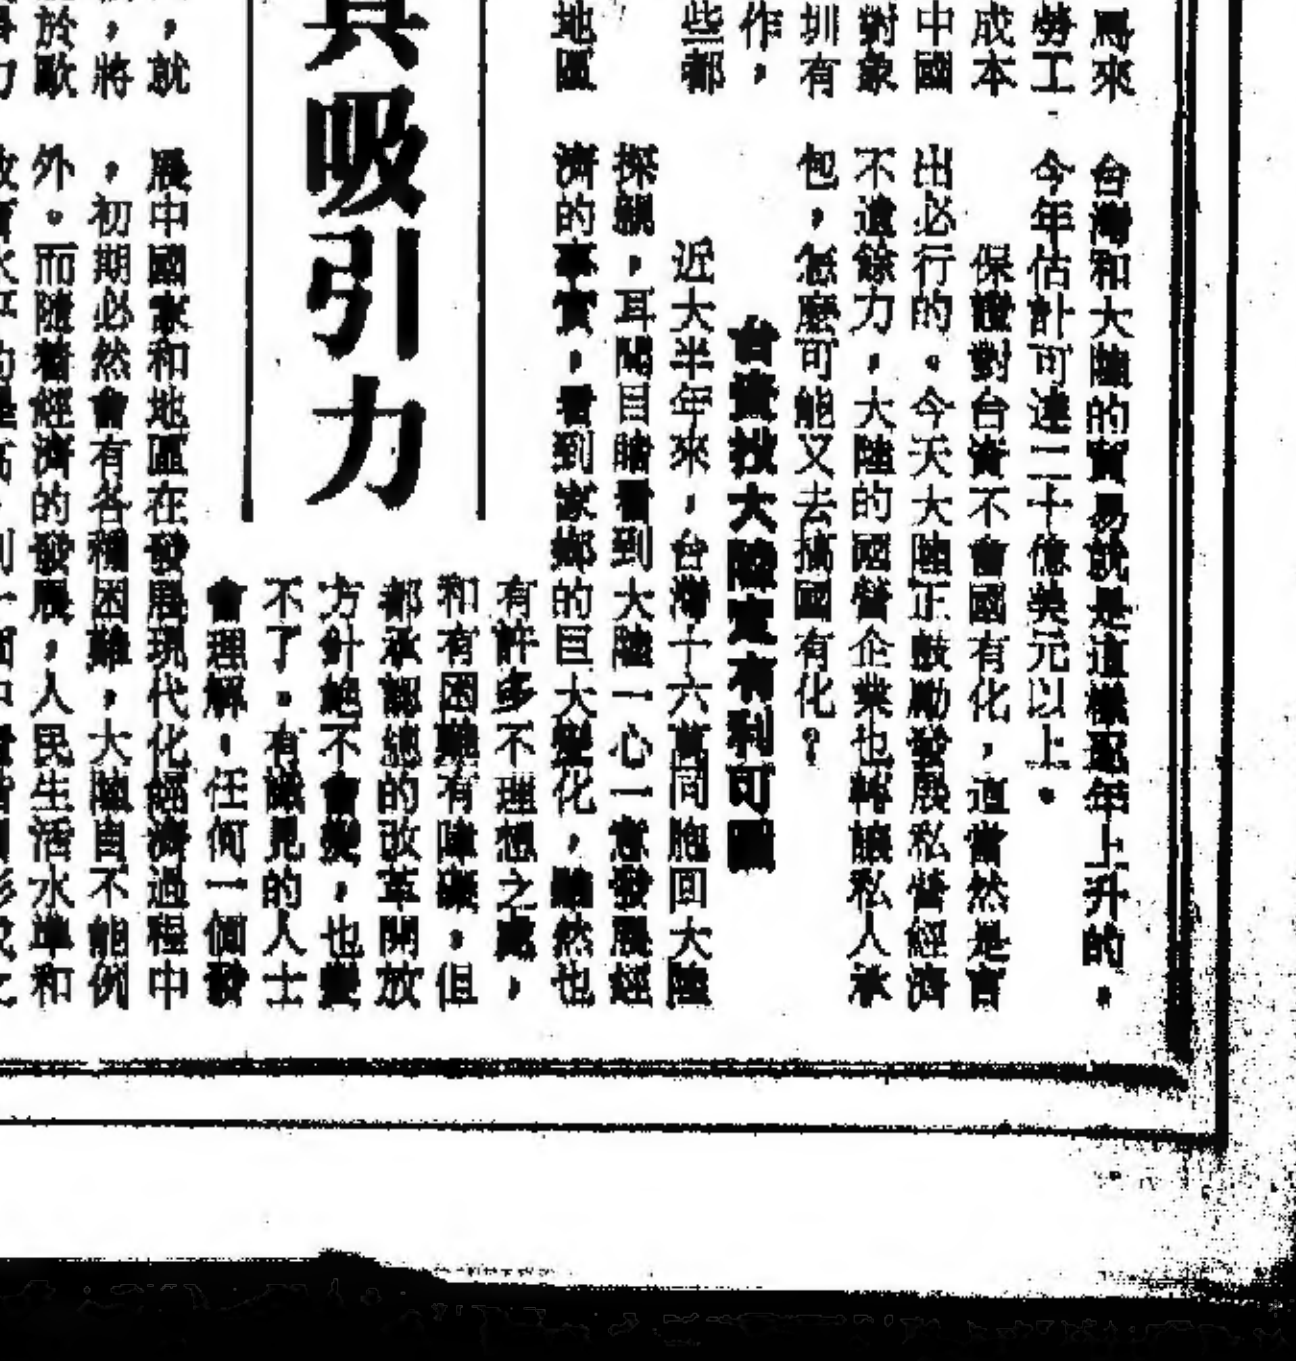 馬來
勞工
成本
中國
對象
圳有
作，
些都
地區
台灣和大陸的貿易就是這樣逐年上升的，
今年估計可達二十億美元以上。
保證對台資不會國有化，這當然是言
出必行的。今天大陸正鼓勵發展私營經濟
不遺餘力，大陸的國營企業也轉讓私人承
包，怎麼可能又去搞國有化？
台資投大陸定有利可圖
近大半年來，台灣十六萬同胞回大陸
探親，耳聞目睹看到大陸一心一意發展經
濟的事實，看到家鄉的巨大變化，雖然也
有許多不理想之處，
和有困難有障礙，但
都承認總的改革開放
方針絕不會變，也變
不了。有識見的人士
會理解，任何一個發
具吸引力
，就
，將
於歐
力
展中國家和地區在發展現代化經濟過程中
，初期必然會有各種困難，大陸自不能例
外。而隨着經濟的發展，人民生活水準和